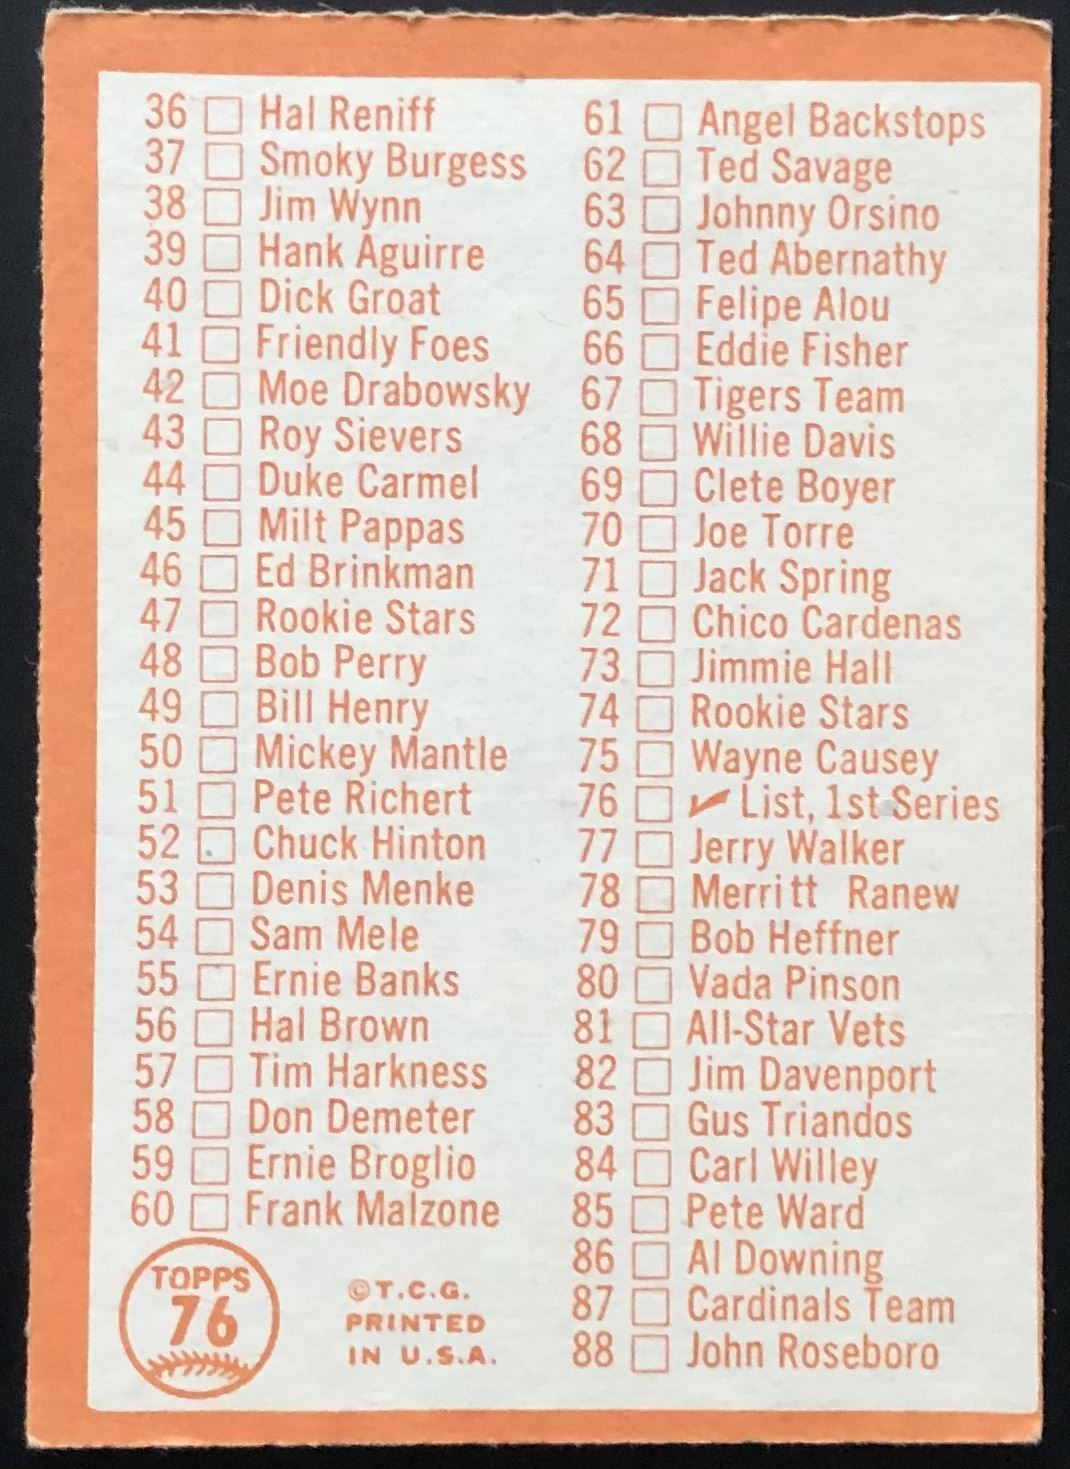 36 Hal Reniff
37 Smoky Burgess
38 Jim Wynn
39 Hank Aguirre
40 Dick Groat
41 Friendly Foes
42 Moe Drabowsky
43 Roy Sievers
44 Duke Carmel
45 Milt Pappas
46 Ed Brinkman
47 Rookie Stars
48 Bob Perry
49 Bill Henry
50 Mickey Mantle
51 Pete Richert
52 Chuck Hinton
53 Denis Menke
54 Sam Mele
55 Ernie Banks
56 Hal Brown
57 Tim Harkness
58 Don Demeter
59 Ernie Broglio
60 Frank Malzone
TOPPS
76
©T.C.G.
PRINTED
IN U.S.A.
61 Angel Backstops
62 Ted Savage
63 Johnny Orsino
64 Ted Abernathy
65 Felipe Alou
66 Eddie Fisher
67 Tigers Team
68 Willie Davis
69 Clete Boyer
70 Joe Torre
71 Jack Spring
72 Chico Cardenas
73 Jimmie Hall
74 Rookie Stars
75 Wayne Causey
76 ✓ List, 1st Series
77 Jerry Walker
78 Merritt Ranew
79 Bob Heffner
80 Vada Pinson
81 All-Star Vets
82 Jim Davenport
83 Gus Triandos
84 Carl Willey
85 Pete Ward
86 Al Downing
87 Cardinals Team
88 John Roseboro